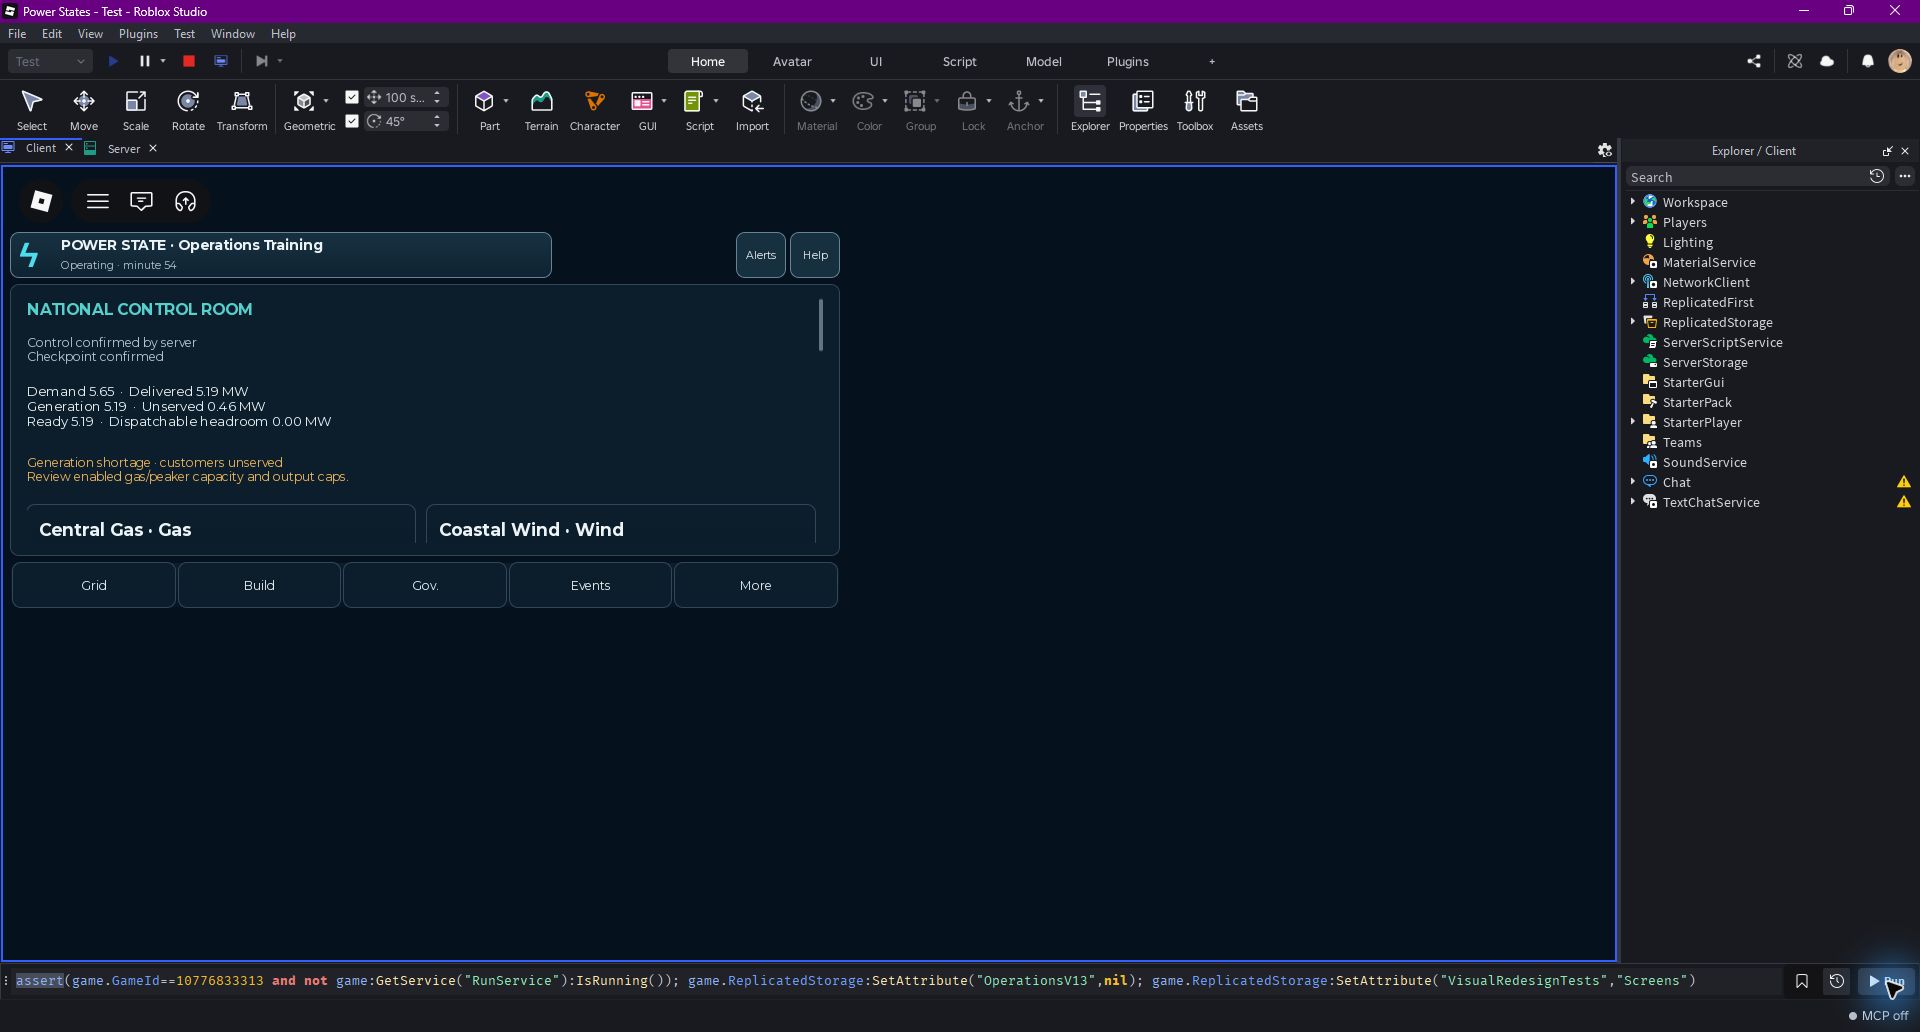 Power States - Test - Roblox Studio
File Edit View Plugins Test Window Help
Test
Home Avatar UI Script Model Plugins +
100 s...
45°
Select Move Scale Rotate Transform Geometric Part Terrain Character GUI Script Import Material Color Group Lock Anchor Explorer Properties Toolbox Assets
Client Server
Explorer / Client
Search
Workspace
Players
Lighting
MaterialService
NetworkClient
ReplicatedFirst
ReplicatedStorage
ServerScriptService
ServerStorage
StarterGui
StarterPack
StarterPlayer
Teams
SoundService
Chat
TextChatService
POWER STATE · Operations Training
Operating · minute 54
Alerts
Help
NATIONAL CONTROL ROOM
Control confirmed by server
Checkpoint confirmed
Demand 5.65 · Delivered 5.19 MW
Generation 5.19 · Unserved 0.46 MW
Ready 5.19 · Dispatchable headroom 0.00 MW
Generation shortage · customers unserved
Review enabled gas/peaker capacity and output caps.
Central Gas · Gas
Coastal Wind · Wind
Grid Build Gov. Events More
assert(game.GameId==10776833313 and not game:GetService("RunService"):IsRunning()); game.ReplicatedStorage:SetAttribute("OperationsV13",nil); game.ReplicatedStorage:SetAttribute("VisualRedesignTests","Screens")
MCP off